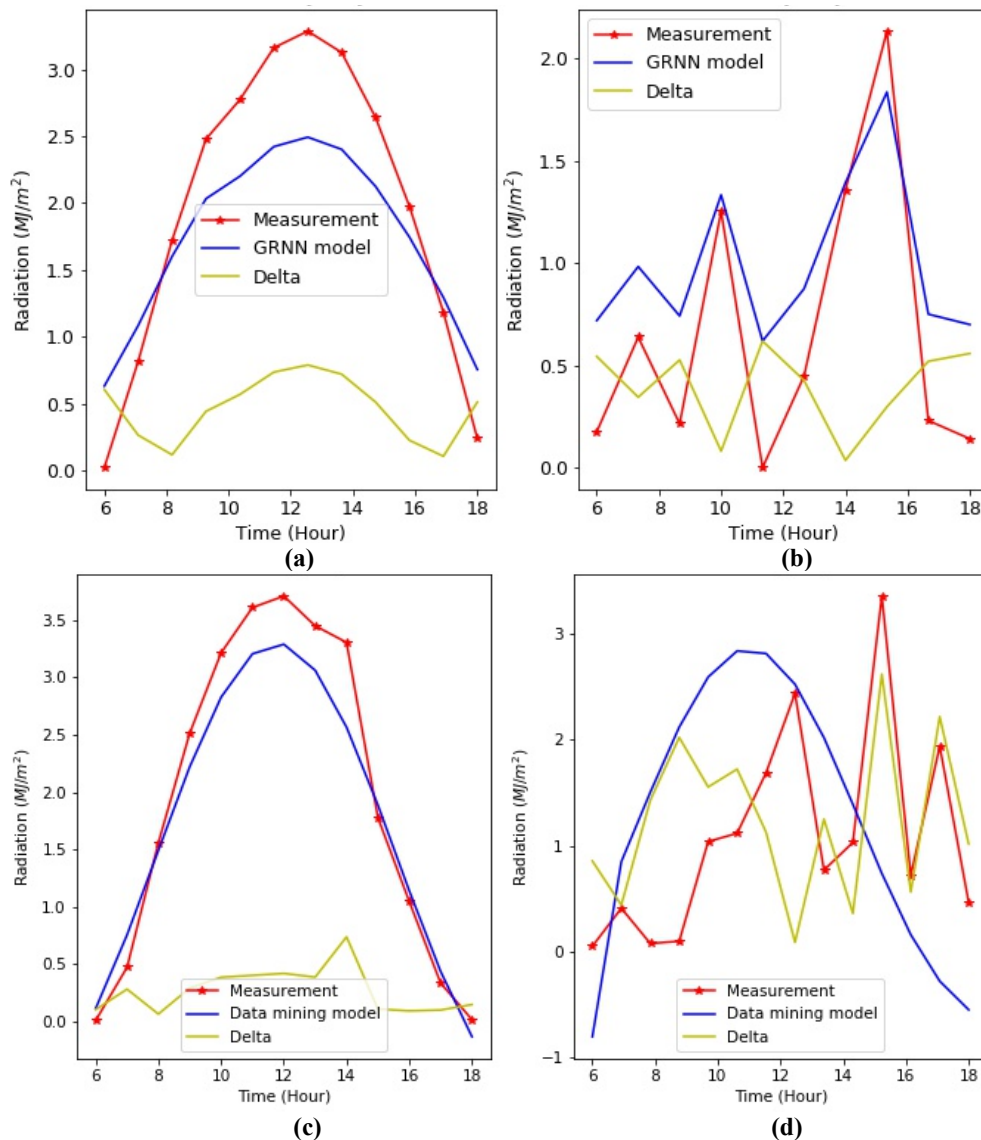 3.0
2.5
2.0
1.5
1.0
0.5
0.0
Radiation (MJ/m²)
Measurement
GRNN model
Delta
6 8 10 12 14 16 18
Time (Hour)
(a)
2.0
1.5
1.0
0.5
0.0
Radiation (MJ/m²)
Measurement
GRNN model
Delta
6 8 10 12 14 16 18
Time (Hour)
(b)
3.5
3.0
2.5
2.0
1.5
1.0
0.5
0.0
Radiation (MJ/m²)
Measurement
Data mining model
Delta
6 8 10 12 14 16 18
Time (Hour)
(c)
3
2
1
0
−1
Radiation (MJ/m²)
Measurement
Data mining model
Delta
6 8 10 12 14 16 18
Time (Hour)
(d)